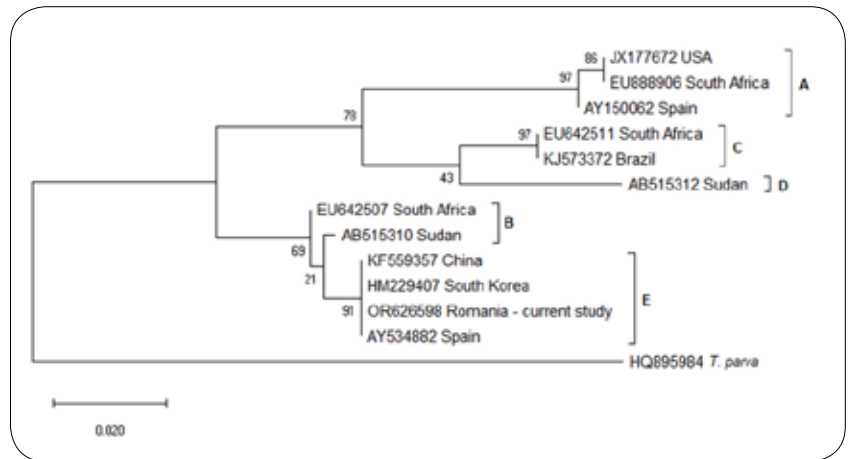 86 JX177672 USA
97 EU888906 South Africa A
AY150062 Spain
78
97 EU642511 South Africa C
KJ573372 Brazil
43 AB515312 Sudan D
EU642507 South Africa B
69 AB515310 Sudan
21 KF559357 China
HM229407 South Korea E
91 OR626598 Romania - current study
AY534882 Spain
HQ895984 T. parva
0.020